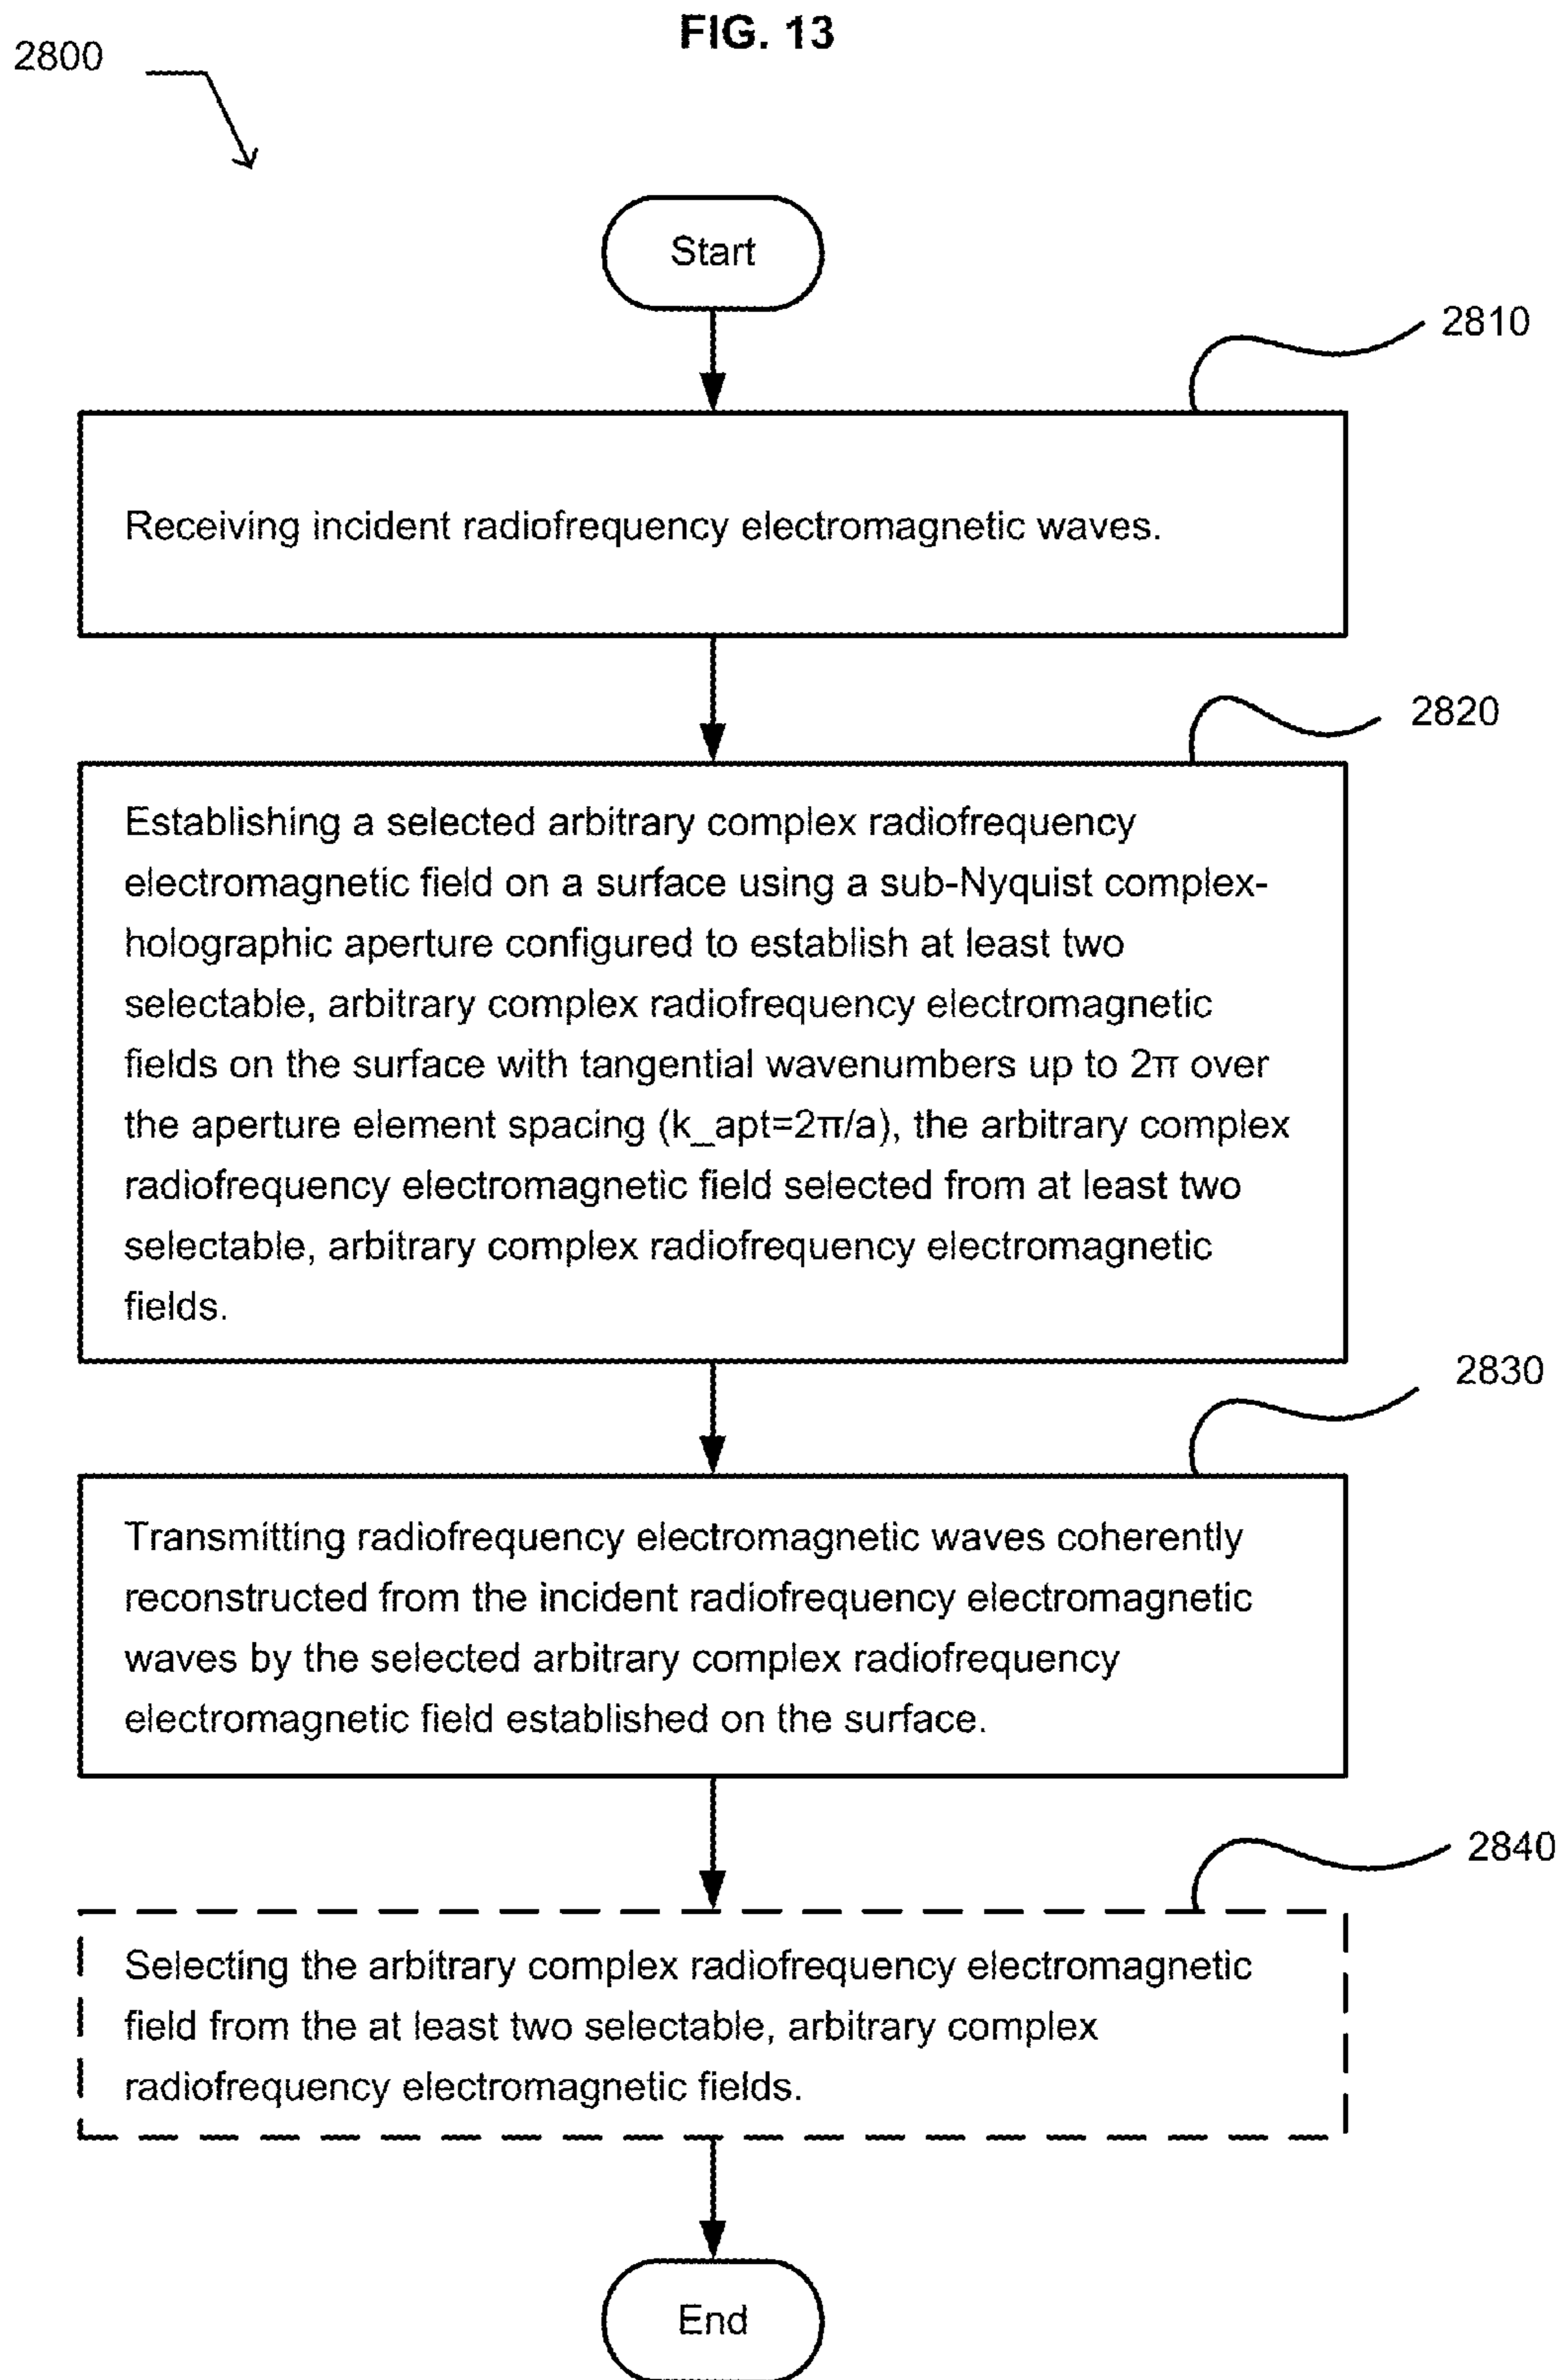 FIG. 13
2800
Start
2810
Receiving incident radiofrequency electromagnetic waves.
2820
Establishing a selected arbitrary complex radiofrequency
electromagnetic field on a surface using a sub-Nyquist complex-
holographic aperture configured to establish at least two
selectable, arbitrary complex radiofrequency electromagnetic
fields on the surface with tangential wavenumbers up to 2π over
the aperture element spacing (k_apt=2π/a), the arbitrary complex
radiofrequency electromagnetic field selected from at least two
selectable, arbitrary complex radiofrequency electromagnetic
fields.
2830
Transmitting radiofrequency electromagnetic waves coherently
reconstructed from the incident radiofrequency electromagnetic
waves by the selected arbitrary complex radiofrequency
electromagnetic field established on the surface.
2840
Selecting the arbitrary complex radiofrequency electromagnetic
field from the at least two selectable, arbitrary complex
radiofrequency electromagnetic fields.
End